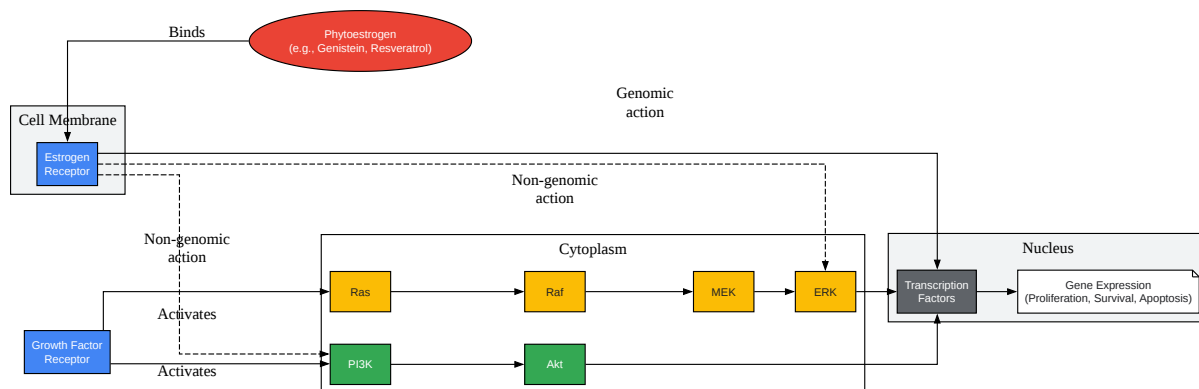 Binds
Phytoestrogen
(e.g., Genistein, Resveratrol)
Genomic
action
Cell Membrane
Estrogen
Receptor
Non-genomic
action
Non-genomic
action
Cytoplasm
Nucleus
Ras
Raf
MEK
ERK
Transcription
Factors
Gene Expression
(Proliferation, Survival, Apoptosis)
Activates
Growth Factor
Receptor
Activates
PI3K
Akt